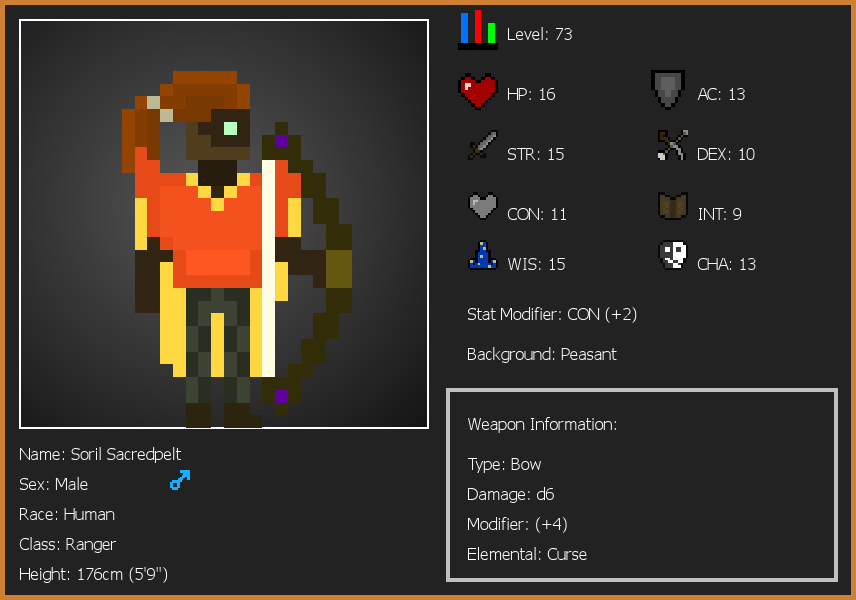 Level: 73
HP: 16
AC: 13
STR: 15
DEX: 10
CON: 11
INT: 9
WIS: 15
CHA: 13
Stat Modifier: CON (+2)
Background: Peasant
Weapon Information:
Type: Bow
Damage: d6
Modifier: (+4)
Elemental: Curse
Name: Soril Sacredpelt
Sex: Male
Race: Human
Class: Ranger
Height: 176cm (5'9")